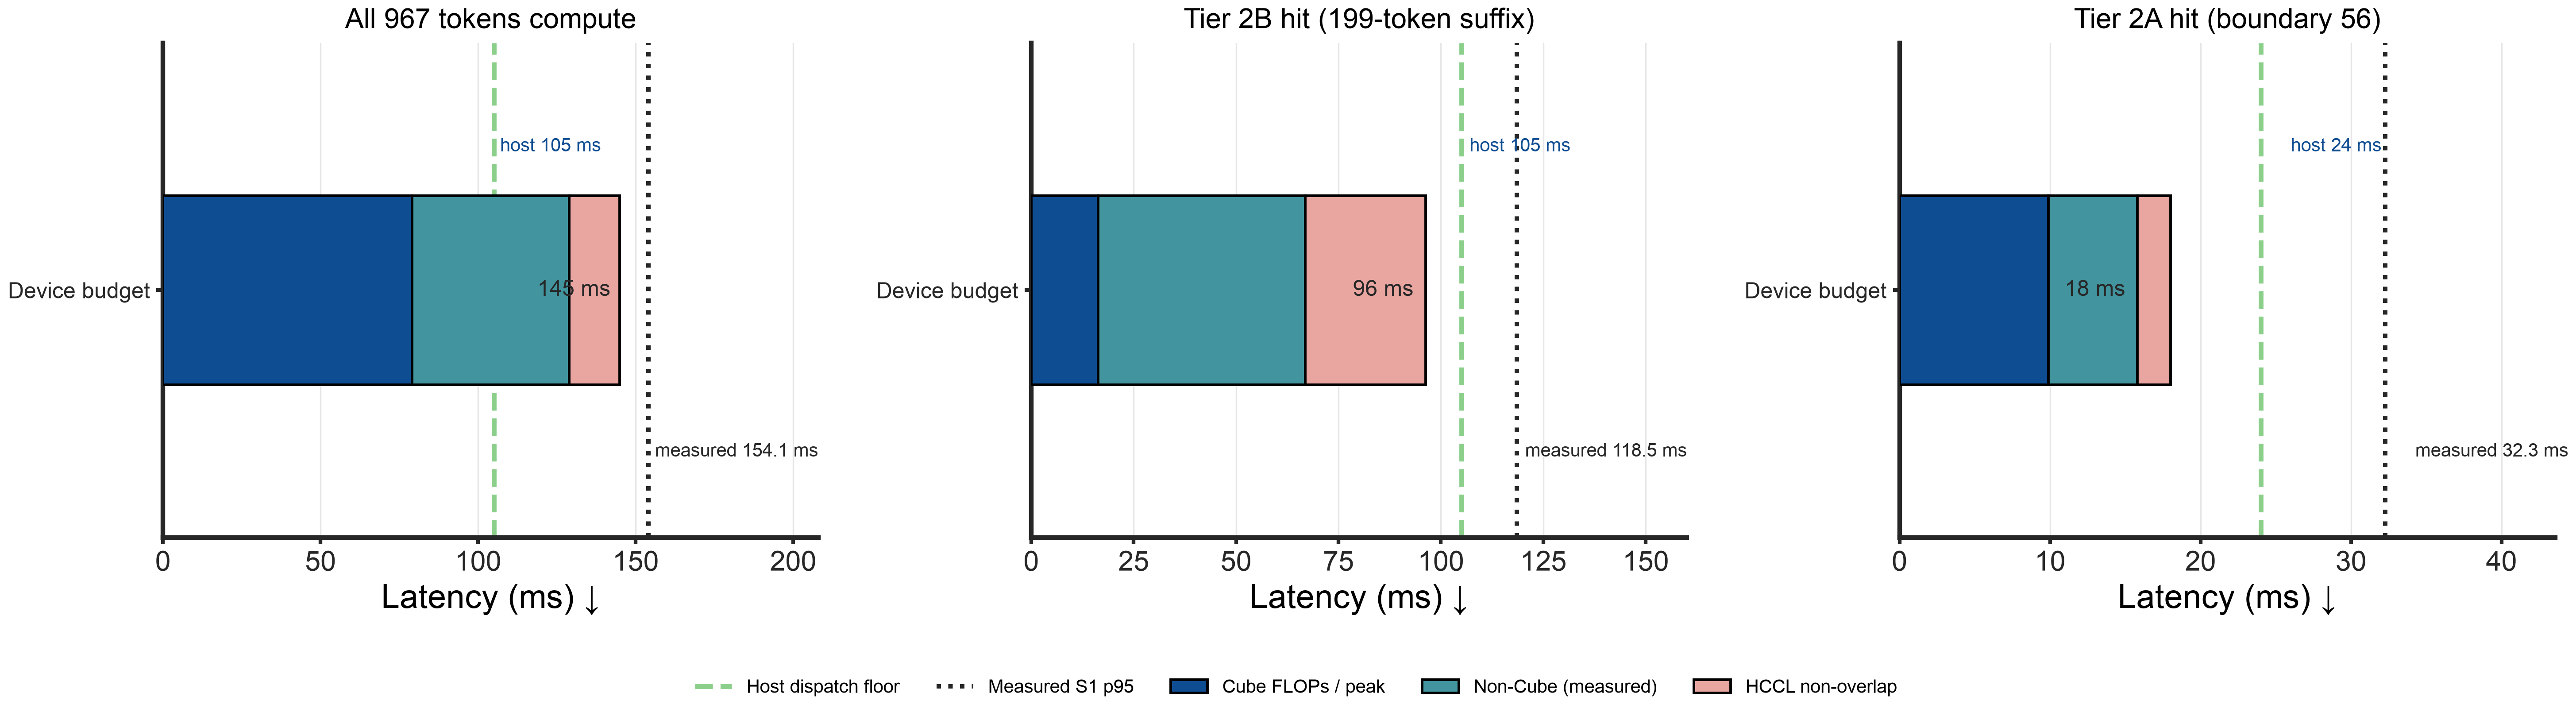 All 967 tokens compute
host 105 ms
Device budget
145 ms
measured 154.1 ms
0 50 100 150 200
Latency (ms) ↓
Tier 2B hit (199-token suffix)
host 105 ms
Device budget
96 ms
measured 118.5 ms
0 25 50 75 100 125 150
Latency (ms) ↓
Tier 2A hit (boundary 56)
host 24 ms
Device budget
18 ms
measured 32.3 ms
0 10 20 30 40
Latency (ms) ↓
Host dispatch floor Measured S1 p95 Cube FLOPs / peak Non-Cube (measured) HCCL non-overlap